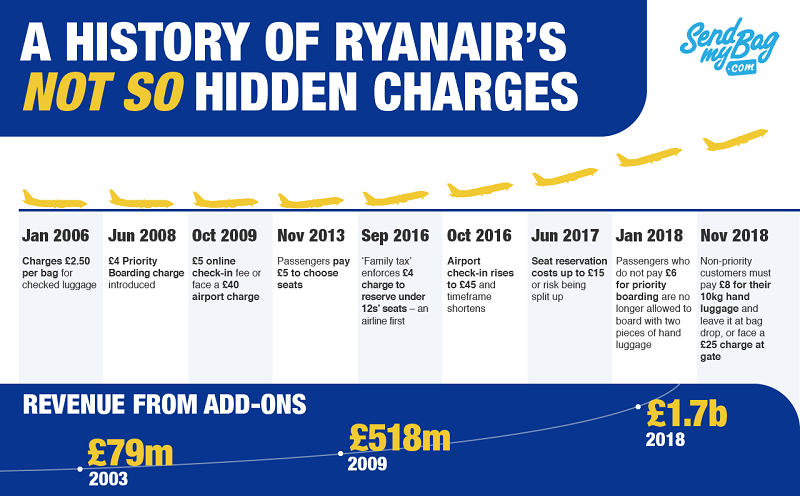 A HISTORY OF RYANAIR'S
NOT SO HIDDEN CHARGES
Send
my Bag
.com
Jan 2006
Charges £2.50
per bag for
checked luggage
Jun 2008
£4 Priority
Boarding charge
introduced
Oct 2009
£5 online
check-in fee or
face a £40
airport charge
Nov 2013
Passengers pay
£5 to choose
seats
Sep 2016
'Family tax'
enforces £4
charge to
reserve under
12s' seats – an
airline first
Oct 2016
Airport
check-in rises
to £45 and
timeframe
shortens
Jun 2017
Seat reservation
costs up to £15
or risk being
split up
Jan 2018
Passengers who
do not pay £6
for priority
boarding are no
longer allowed to
board with two
pieces of hand
luggage
Nov 2018
Non-priority
customers must
pay £8 for their
10kg hand
luggage and
leave it at bag
drop, or face a
£25 charge at
gate
REVENUE FROM ADD-ONS
£79m
2003
£518m
2009
£1.7b
2018